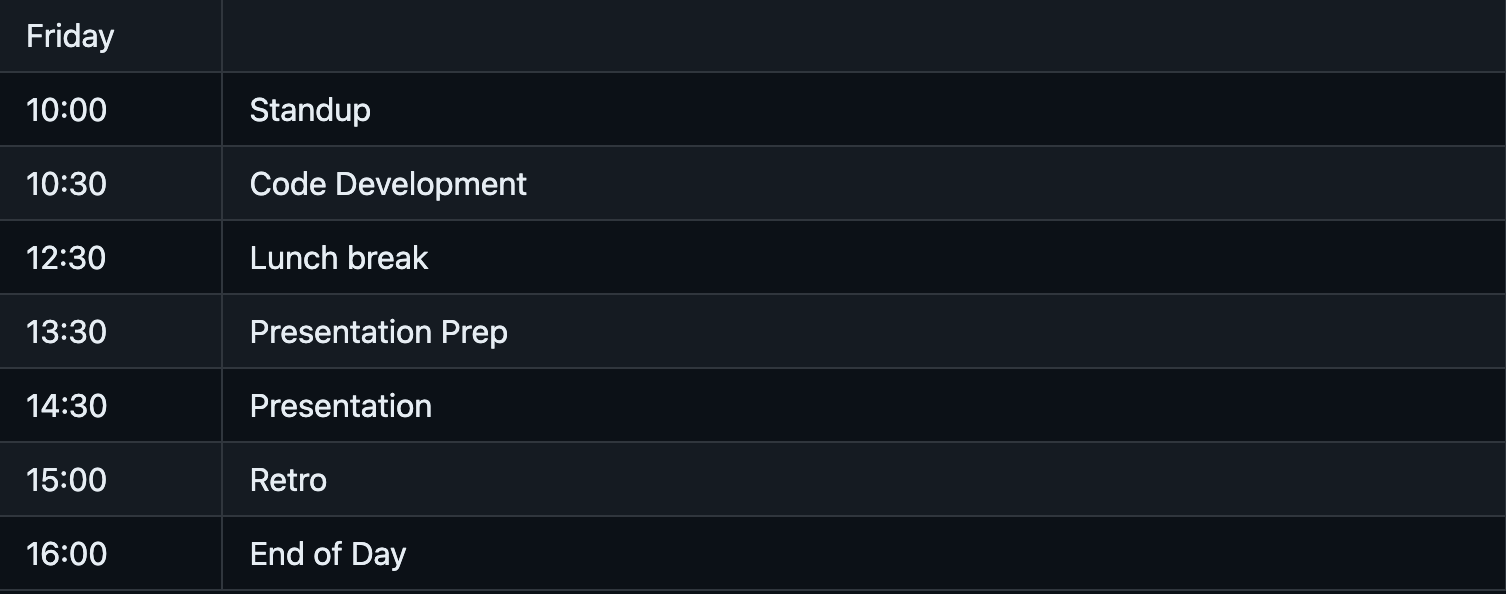 Friday
10:00 Standup
10:30 Code Development
12:30 Lunch break
13:30 Presentation Prep
14:30 Presentation
15:00 Retro
16:00 End of Day